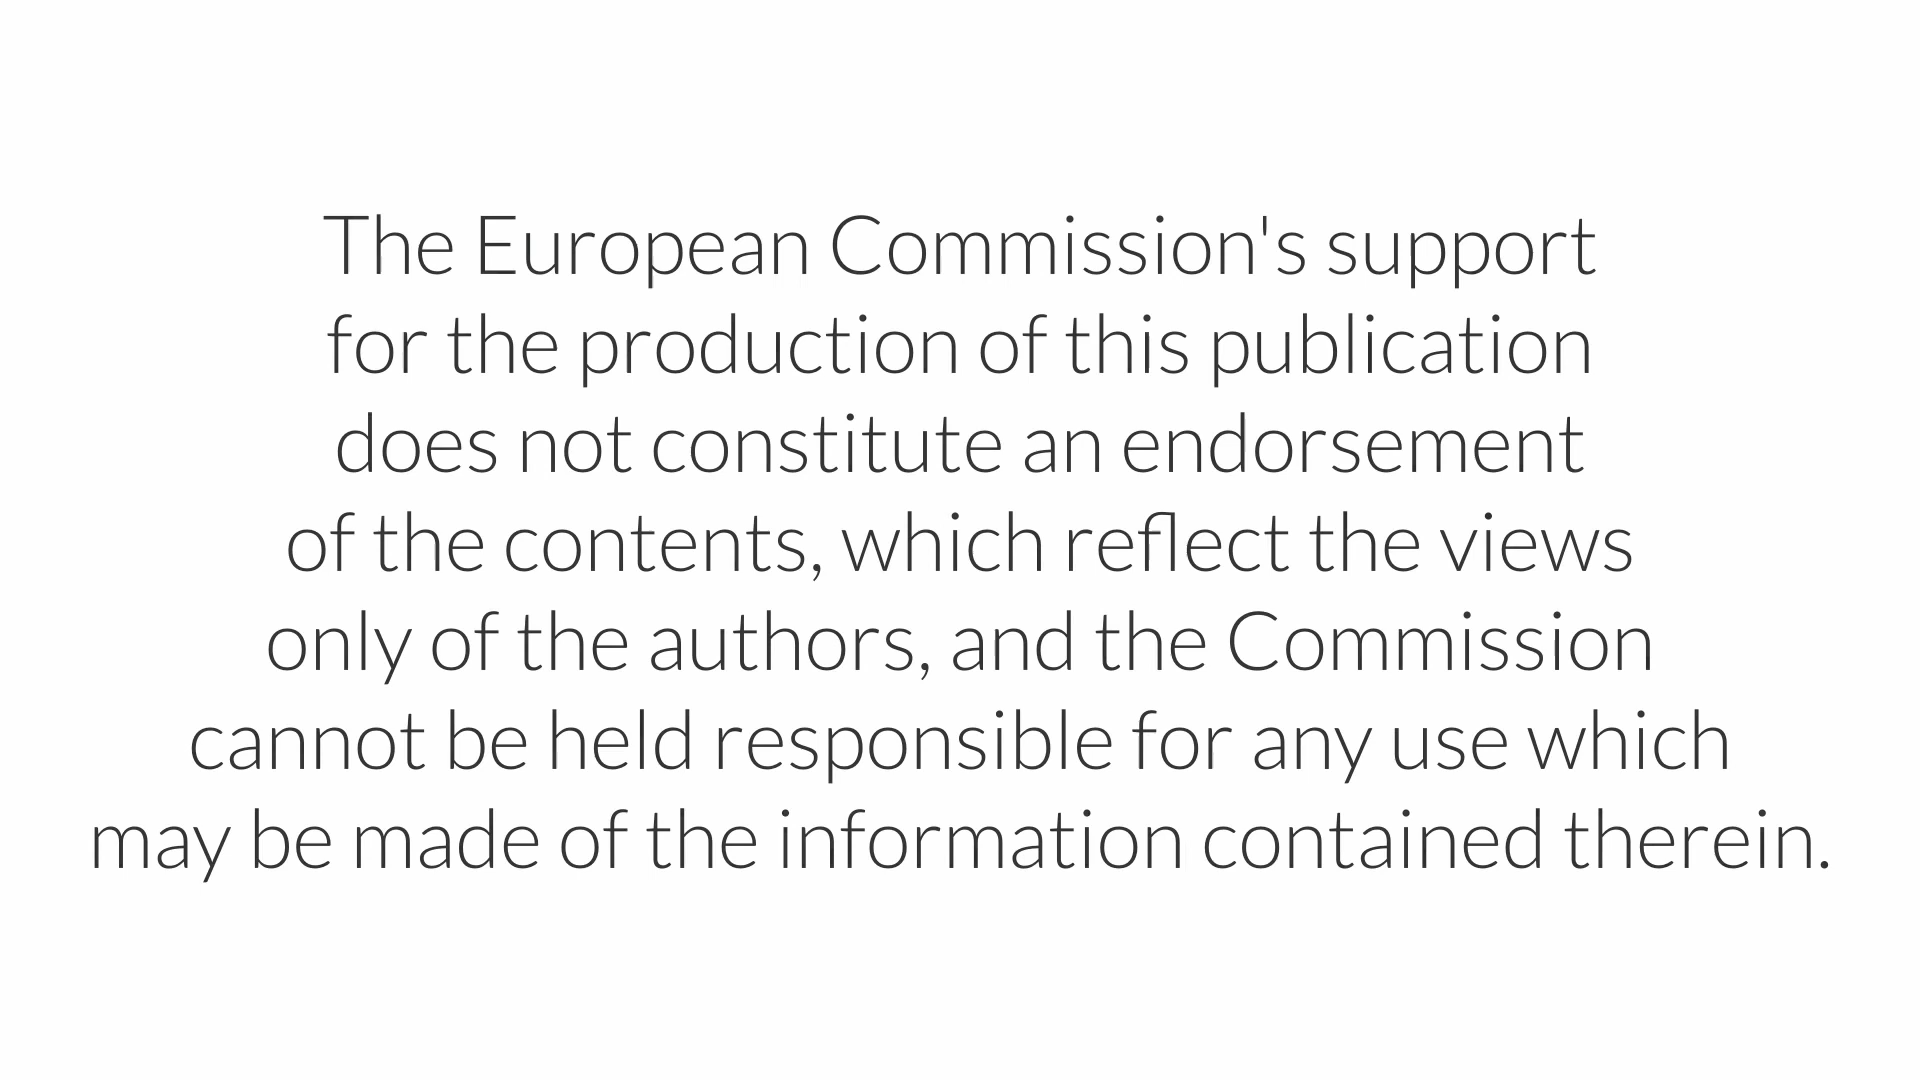 The European Commission's support
for the production of this publication
does not constitute an endorsement
of the contents, which reflect the views
only of the authors, and the Commission
cannot be held responsible for any use which
may be made of the information contained therein.